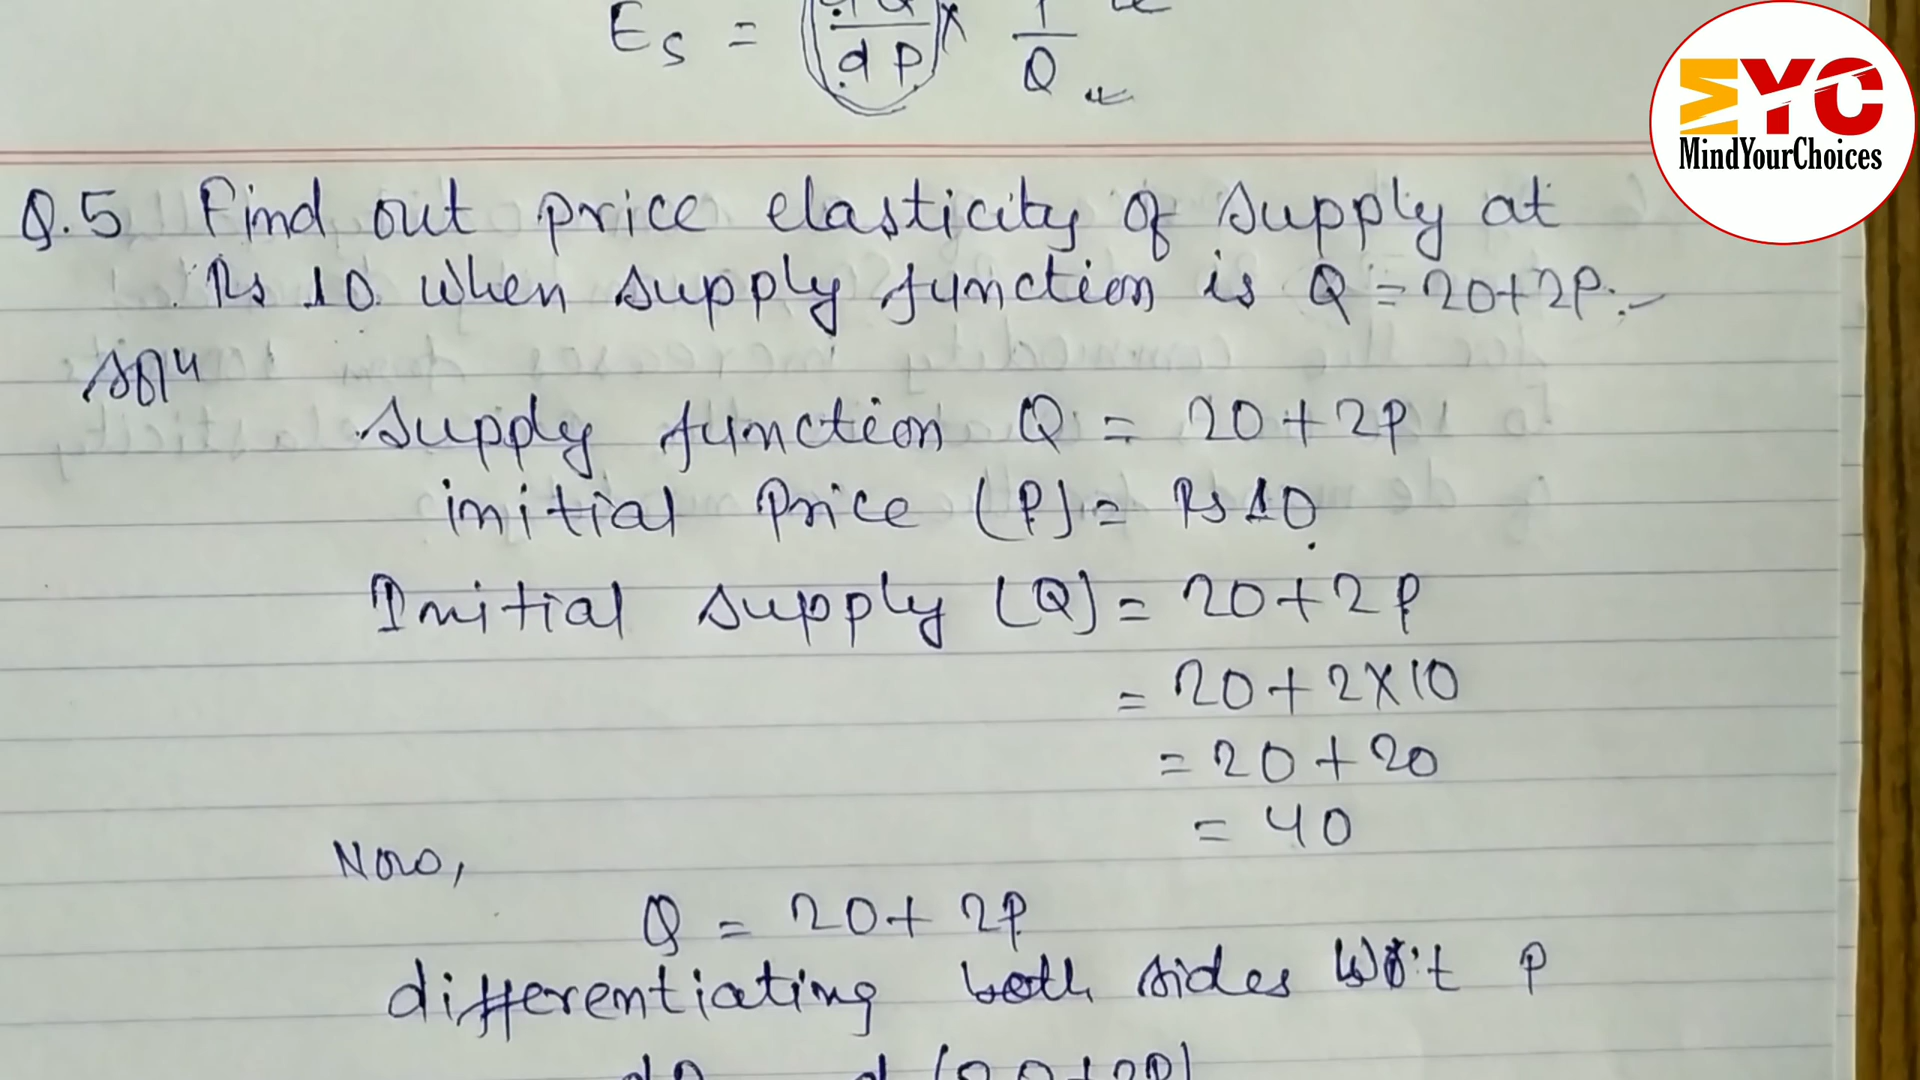 MYC
MindYourChoices
Es = (dQ/dP) × P/Q
Q.5 Find out price elasticity of supply at
Rs 10 when supply function is Q = 20+2P.
Soln
Supply function Q = 20+2P
initial Price (P) = Rs 10
Initial supply (Q) = 20+2P
= 20+2×10
= 20+20
= 40
Now,
Q = 20+ 2P
differentiating both sides w.r.t P